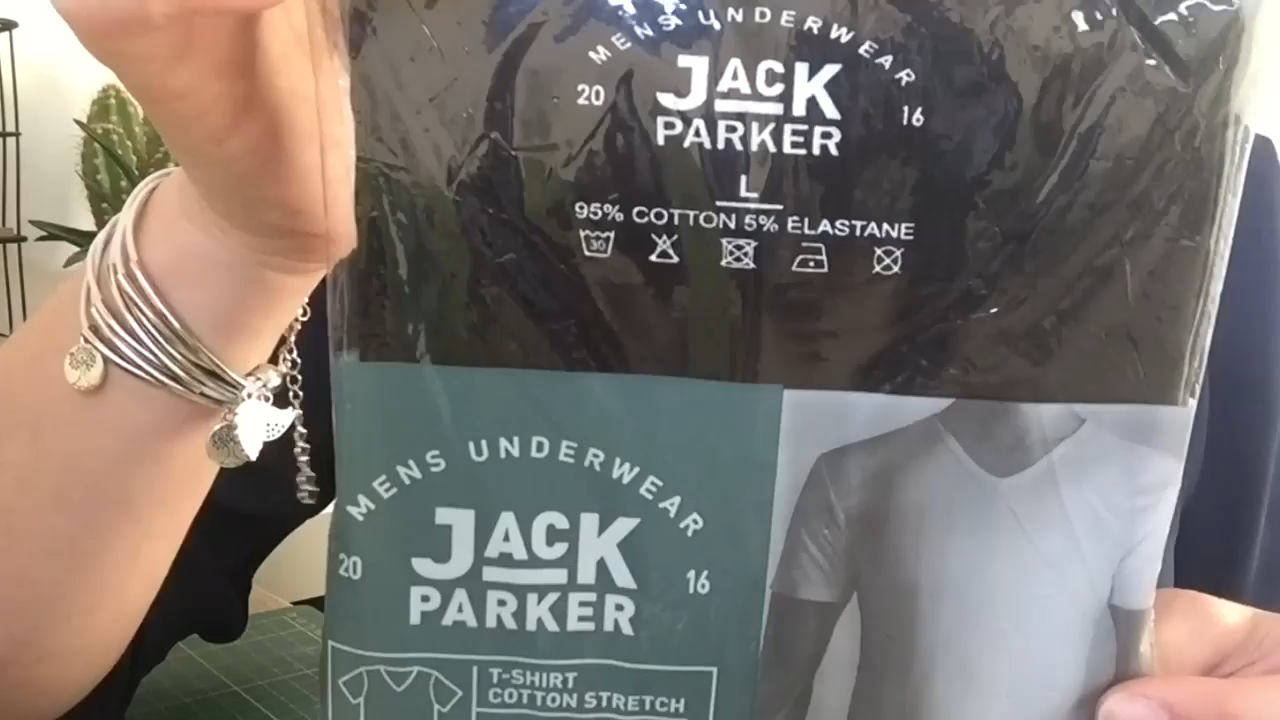 MENS UNDERWEAR
20 16
JACK
PARKER
L
95% COTTON 5% ELASTANE
30
MENS UNDERWEAR
20 16
JACK
PARKER
T-SHIRT
COTTON STRETCH